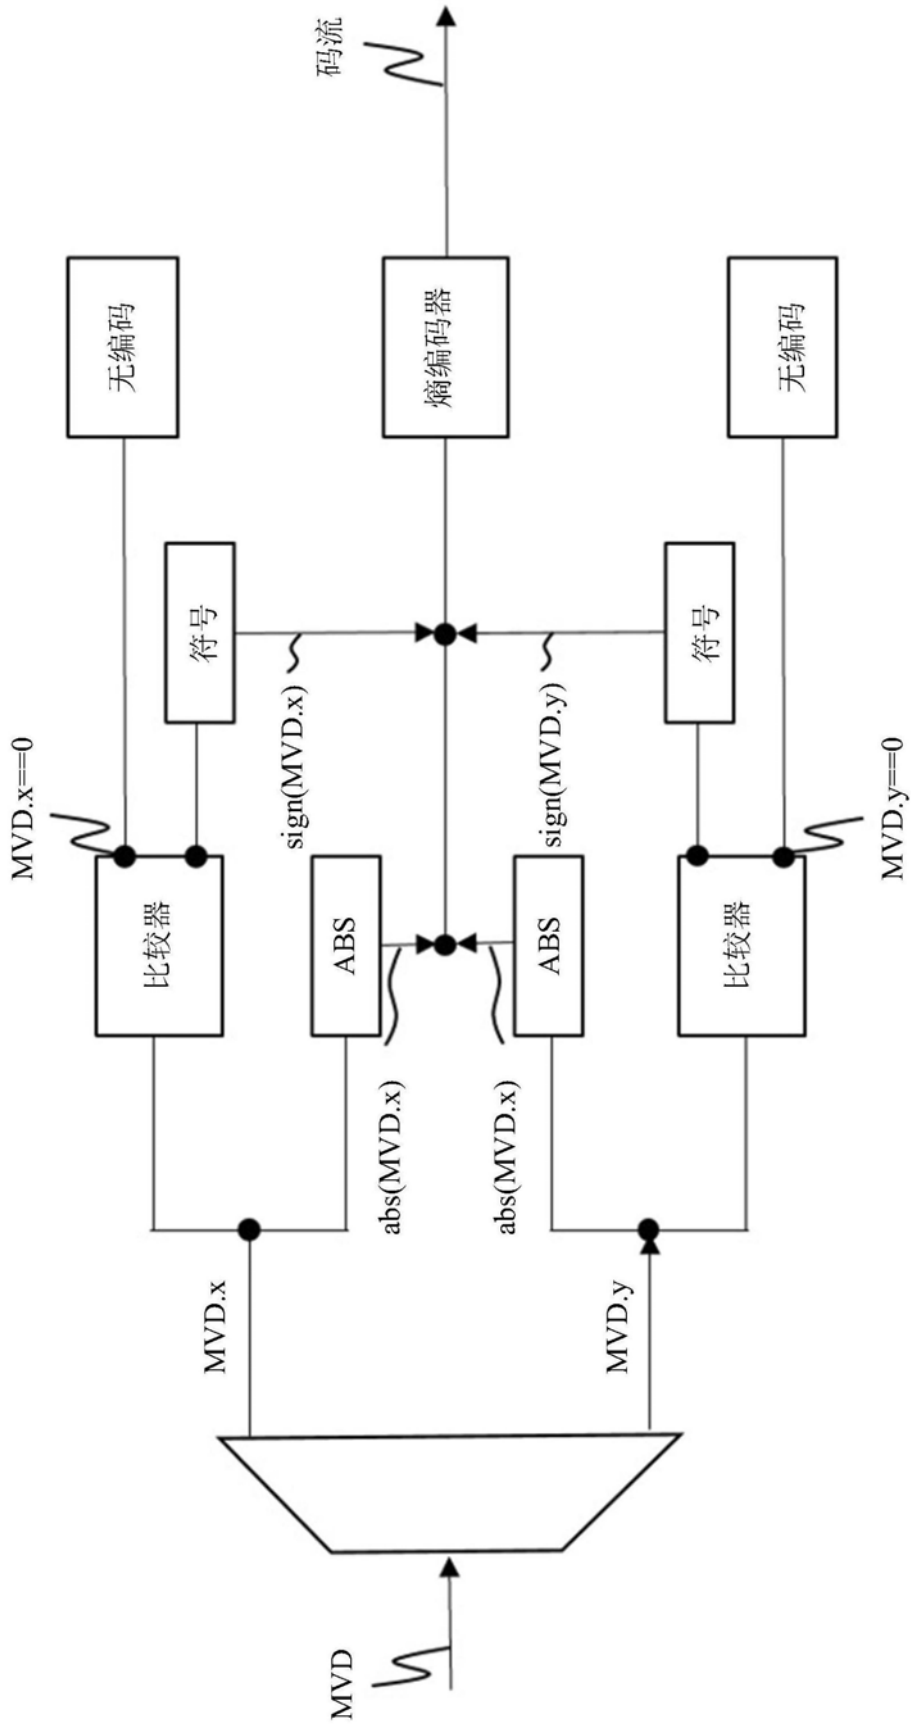 MVD
MVD.x
MVD.y
比较器
ABS
ABS
比较器
abs(MVD.x)
abs(MVD.x)
MVD.x==0
MVD.y==0
符号
符号
sign(MVD.x)
sign(MVD.y)
无编码
熵编码器
无编码
码流